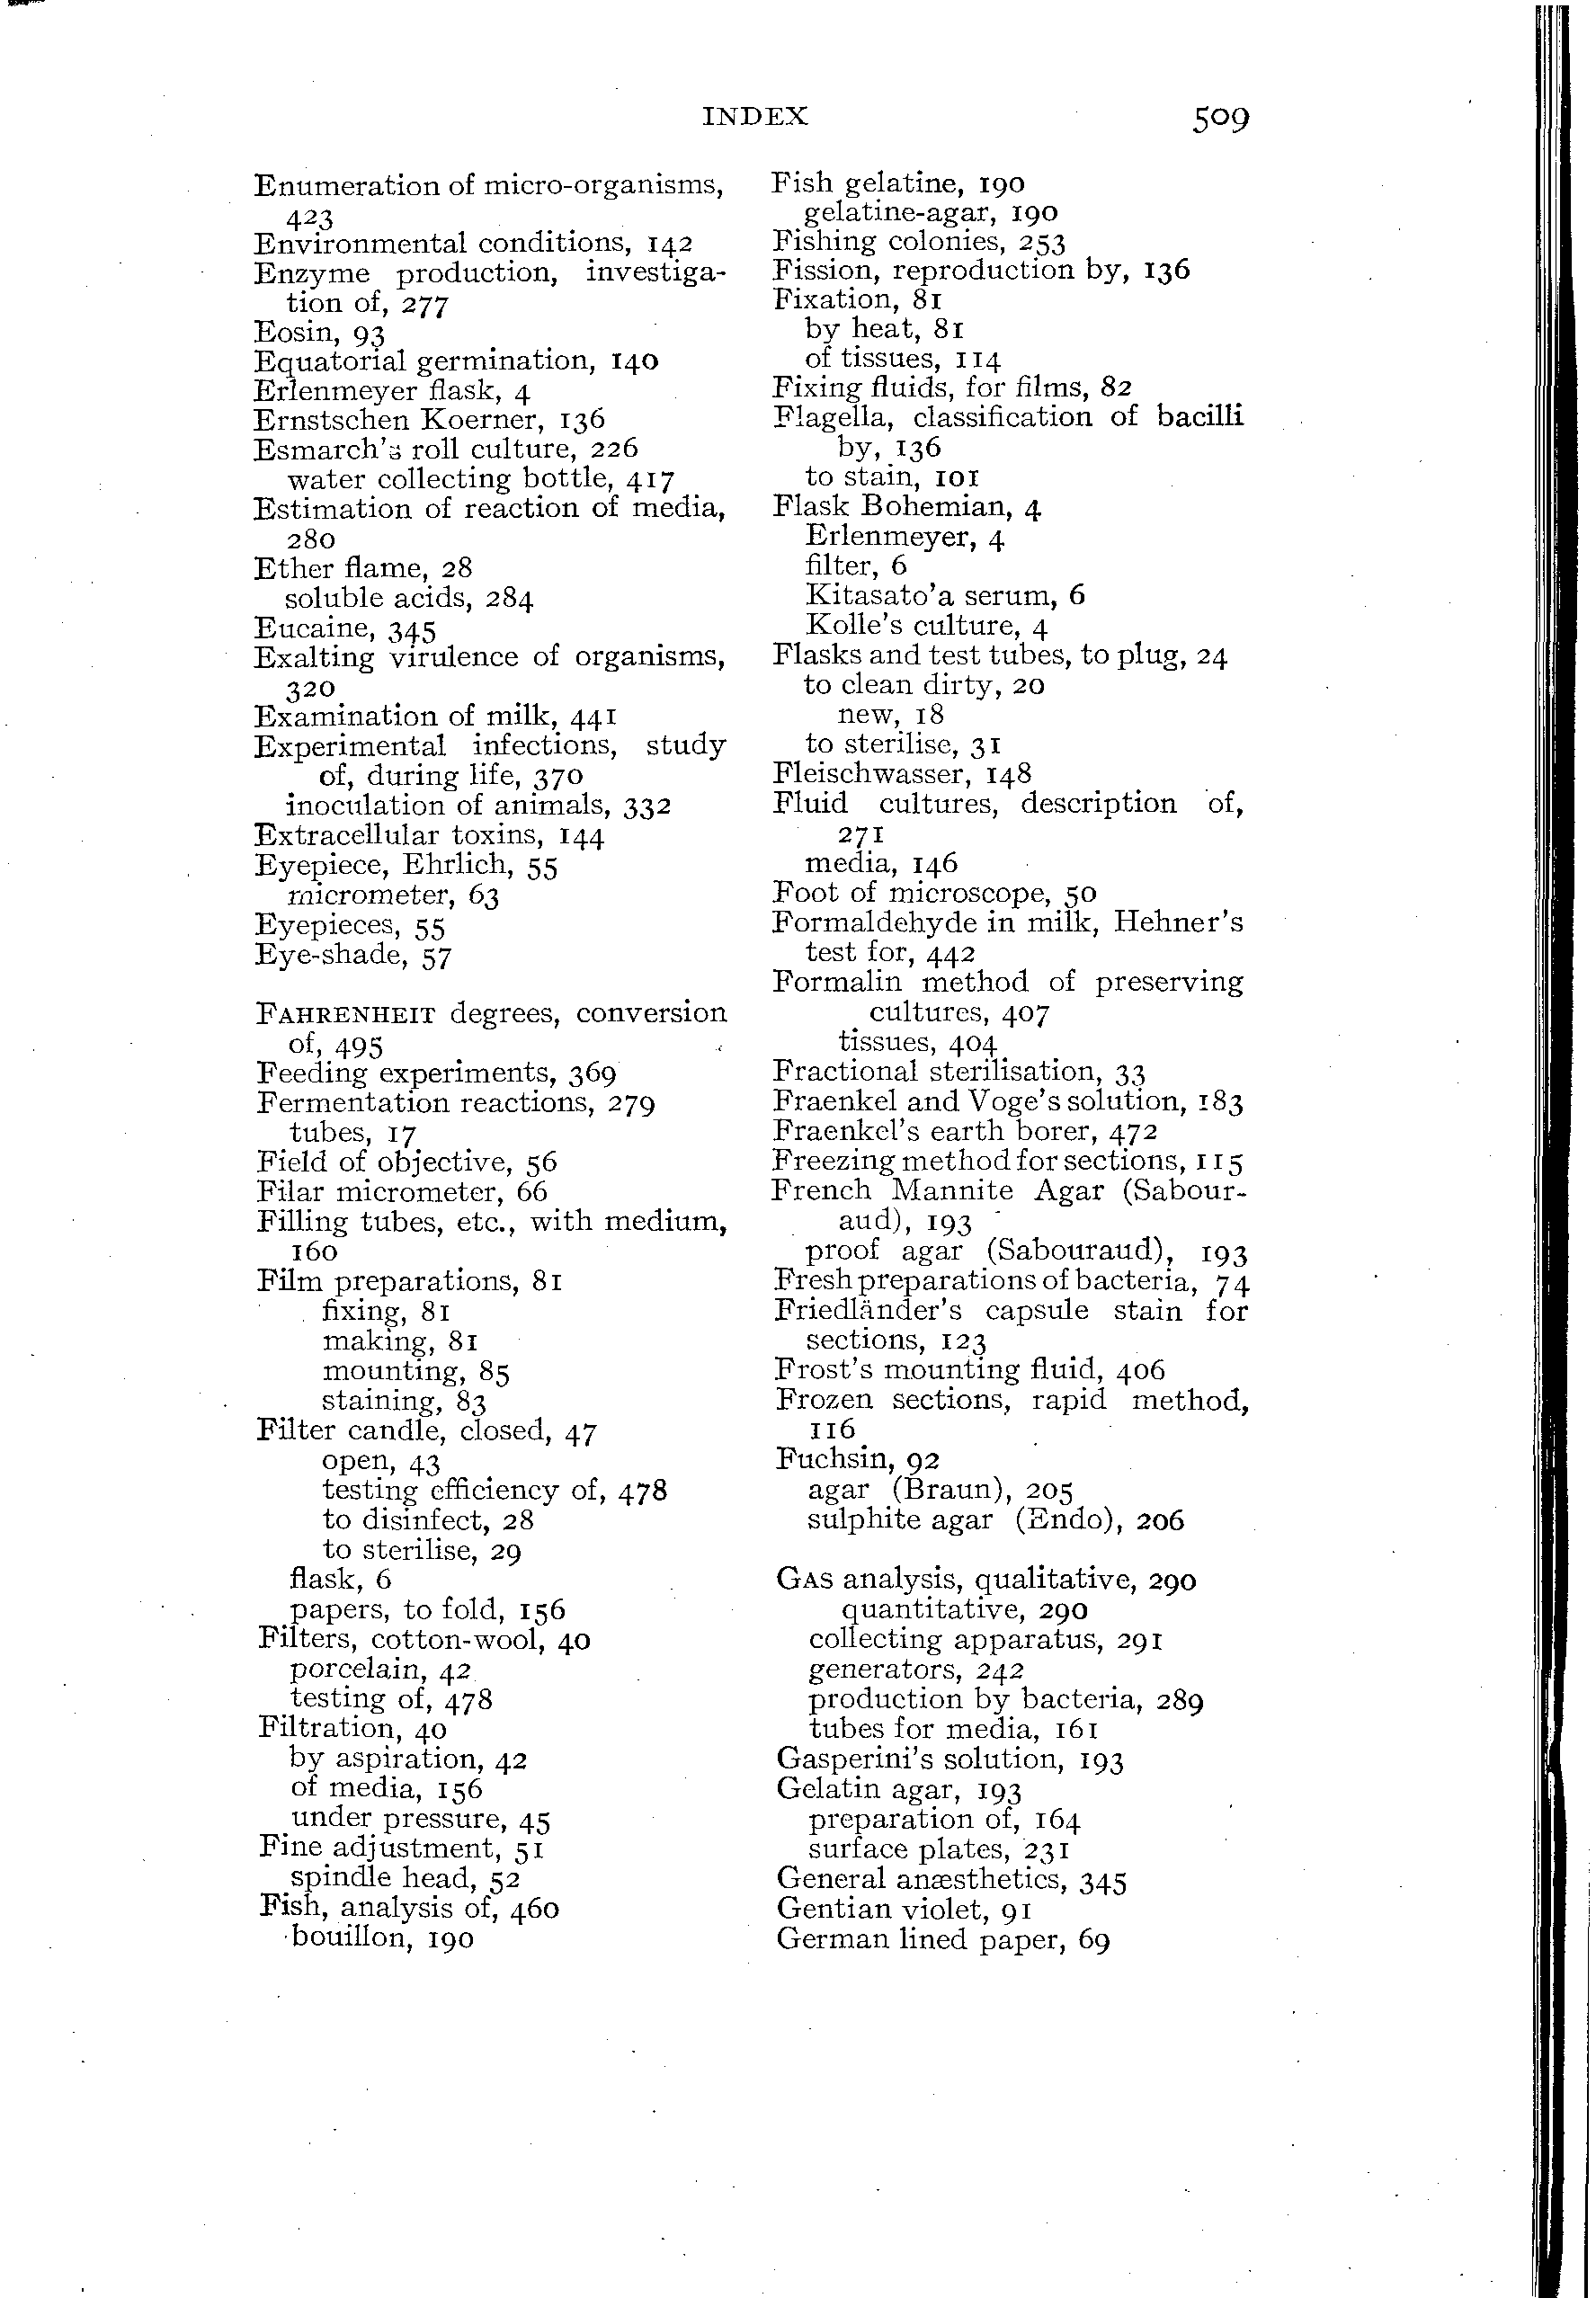 INDEX 509
Enumeration of micro-organisms,
423
Environmental conditions, 142
Enzyme production, investiga-
tion of, 277
Eosin, 93
Equatorial germination, 140
Erlenmeyer flask, 4
Ernstschen Koerner, 136
Esmarch's roll culture, 226
water collecting bottle, 417
Estimation of reaction of media,
280
Ether flame, 28
soluble acids, 284
Eucaine, 345
Exalting virulence of organisms,
320
Examination of milk, 441
Experimental infections, study
of, during life, 370
inoculation of animals, 332
Extracellular toxins, 144
Eyepiece, Ehrlich, 55
micrometer, 63
Eyepieces, 55
Eye-shade, 57
FAHRENHEIT degrees, conversion
of, 495
Feeding experiments, 369
Fermentation reactions, 279
tubes, 17
Field of objective, 56
Filar micrometer, 66
Filling tubes, etc., with medium,
160
Film preparations, 81
fixing, 81
making, 81
mounting, 85
staining, 83
Filter candle, closed, 47
open, 43
testing efficiency of, 478
to disinfect, 28
to sterilise, 29
flask, 6
papers, to fold, 156
Filters, cotton-wool, 40
porcelain, 42
testing of, 478
Filtration, 40
by aspiration, 42
of media, 156
under pressure, 45
Fine adjustment, 51
spindle head, 52
Fish, analysis of, 460
bouillon, 190
Fish gelatine, 190
gelatine-agar, 190
Fishing colonies, 253
Fission, reproduction by, 136
Fixation, 81
by heat, 81
of tissues, 114
Fixing fluids, for films, 82
Flagella, classification of bacilli
by, 136
to stain, 101
Flask Bohemian, 4
Erlenmeyer, 4
filter, 6
Kitasato'a serum, 6
Kolle's culture, 4
Flasks and test tubes, to plug, 24
to clean dirty, 20
new, 18
to sterilise, 31
Fleischwasser, 148
Fluid cultures, description of,
271
media, 146
Foot of microscope, 50
Formaldehyde in milk, Hehner's
test for, 442
Formalin method of preserving
cultures, 407
tissues, 404
Fractional sterilisation, 33
Fraenkel and Voge's solution, 183
Fraenkel's earth borer, 472
Freezing method for sections, 115
French Mannite Agar (Sabour-
aud), 193
proof agar (Sabouraud), 193
Fresh preparations of bacteria, 74
Friedländer's capsule stain for
sections, 123
Frost's mounting fluid, 406
Frozen sections, rapid method,
116
Fuchsin, 92
agar (Braun), 205
sulphite agar (Endo), 206
GAS analysis, qualitative, 290
quantitative, 290
collecting apparatus, 291
generators, 242
production by bacteria, 289
tubes for media, 161
Gasperini's solution, 193
Gelatin agar, 193
preparation of, 164
surface plates, 231
General anæsthetics, 345
Gentian violet, 91
German lined paper, 69